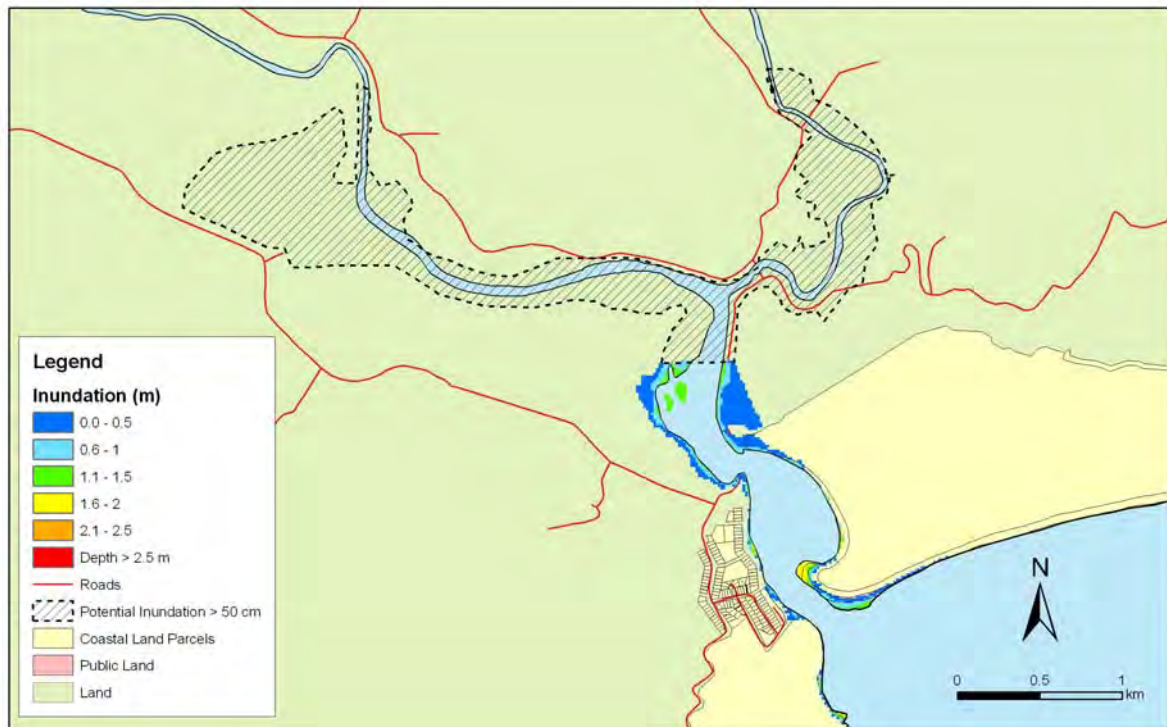 Legend
Inundation (m)
0.0 - 0.5
0.6 - 1
1.1 - 1.5
1.6 - 2
2.1 - 2.5
Depth > 2.5 m
Roads
Potential Inundation > 50 cm
Coastal Land Parcels
Public Land
Land
N
0 0.5 1
km